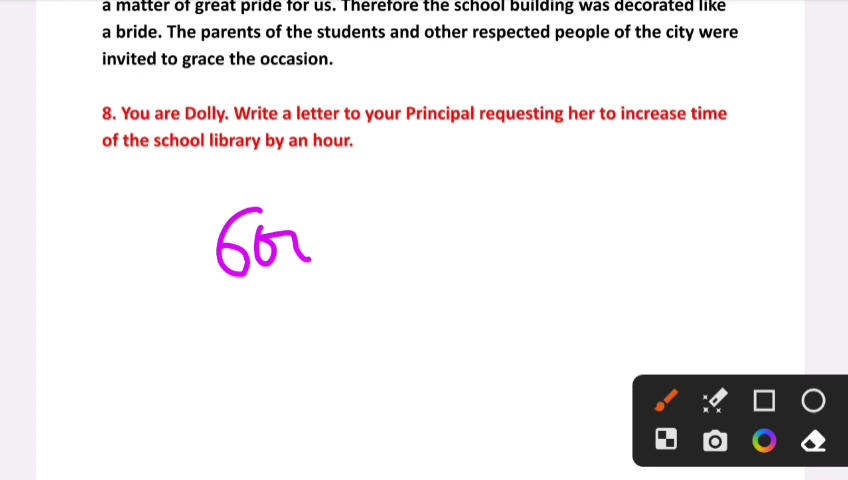 a matter of great pride for us. Therefore the school building was decorated like
a bride. The parents of the students and other respected people of the city were
invited to grace the occasion.
8. You are Dolly. Write a letter to your Principal requesting her to increase time
of the school library by an hour.